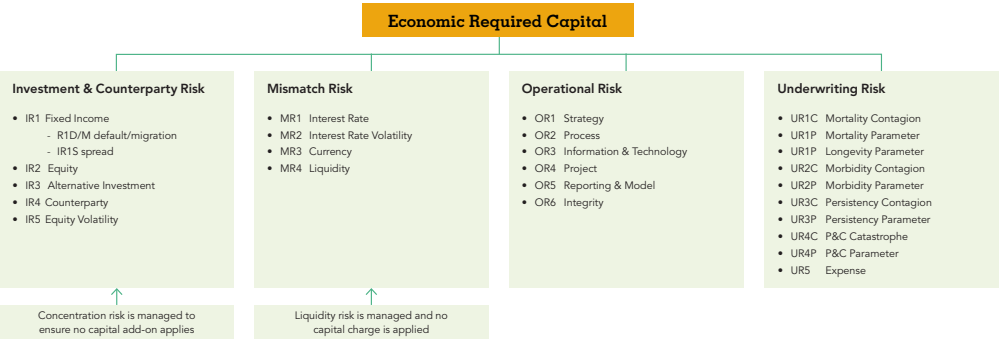 Economic Required Capital
Investment & Counterparty Risk
• IR1 Fixed Income
- R1D/M default/migration
- IR1S spread
• IR2 Equity
• IR3 Alternative Investment
• IR4 Counterparty
• IR5 Equity Volatility
Concentration risk is managed to
ensure no capital add-on applies
Mismatch Risk
• MR1 Interest Rate
• MR2 Interest Rate Volatility
• MR3 Currency
• MR4 Liquidity
Liquidity risk is managed and no
capital charge is applied
Operational Risk
• OR1 Strategy
• OR2 Process
• OR3 Information & Technology
• OR4 Project
• OR5 Reporting & Model
• OR6 Integrity
Underwriting Risk
• UR1C Mortality Contagion
• UR1P Mortality Parameter
• UR1P Longevity Parameter
• UR2C Morbidity Contagion
• UR2P Morbidity Parameter
• UR3C Persistency Contagion
• UR3P Persistency Parameter
• UR4C P&C Catastrophe
• UR4P P&C Parameter
• UR5 Expense